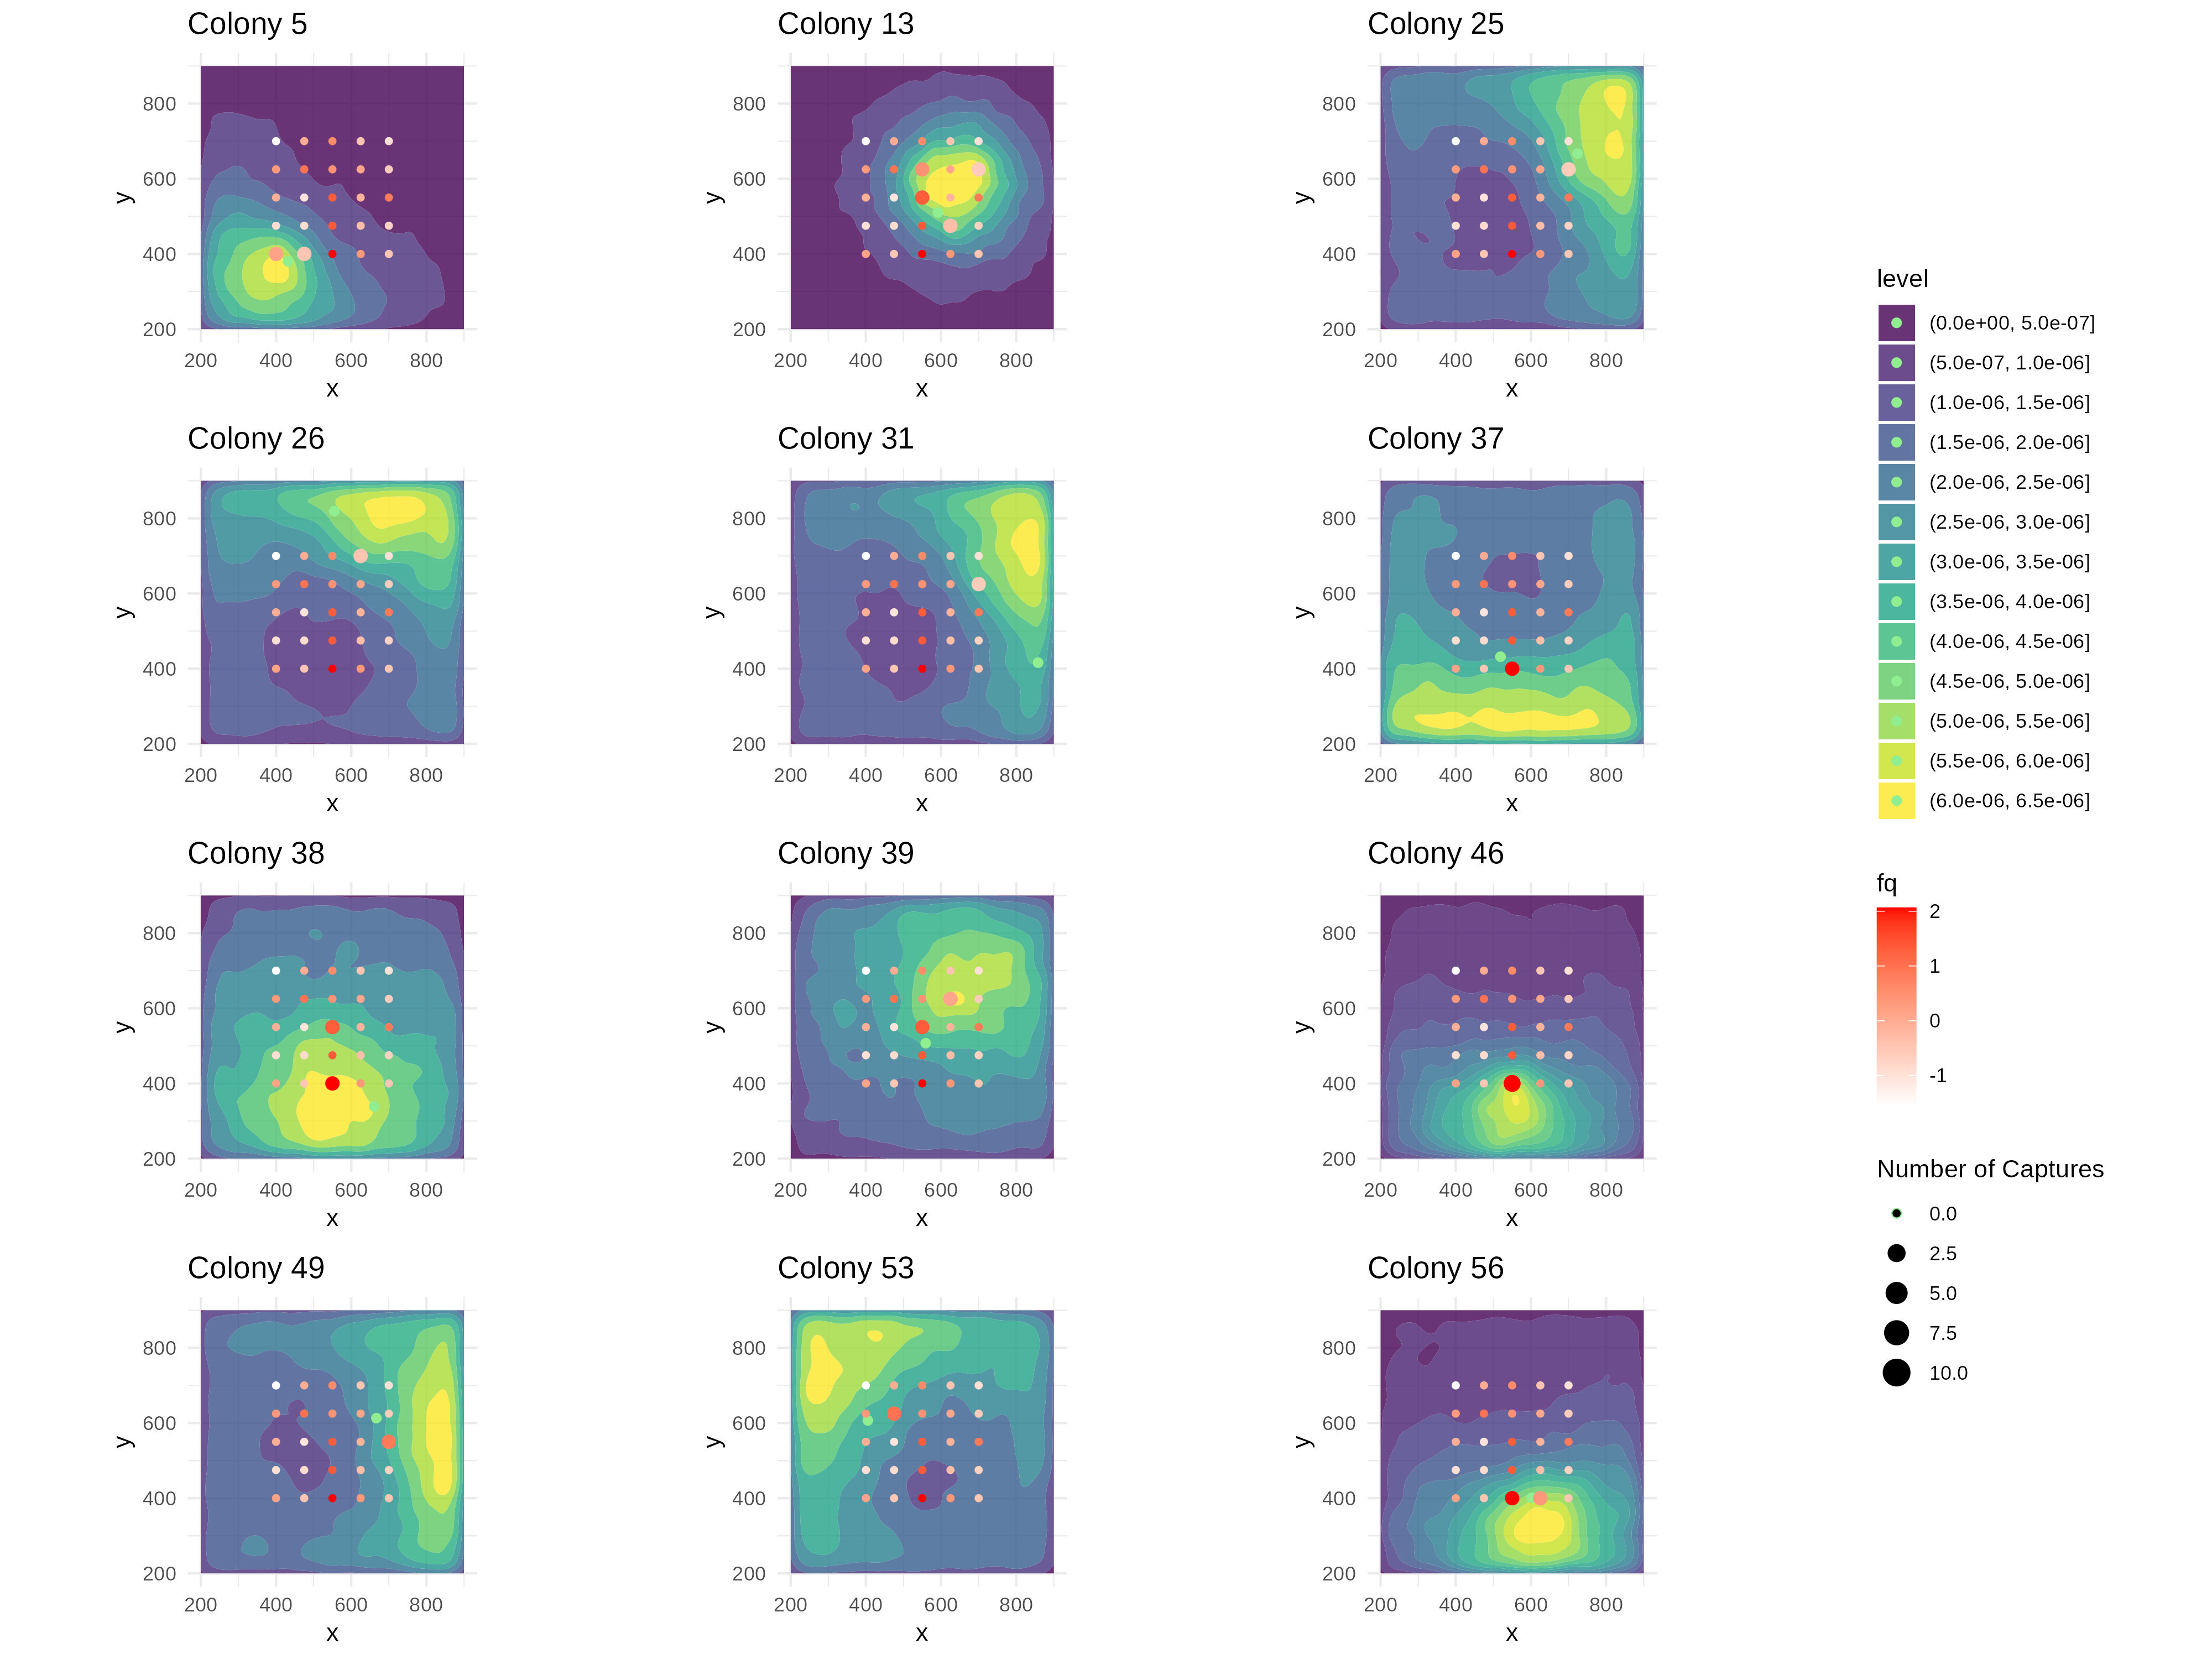 Colony 5
Colony 13
Colony 25
800
600
400
200
y
200 400 600 800
x
800
600
400
200
y
200 400 600 800
x
800
600
400
200
y
200 400 600 800
x
Colony 26
Colony 31
Colony 37
800
600
400
200
y
200 400 600 800
x
800
600
400
200
y
200 400 600 800
x
800
600
400
200
y
200 400 600 800
x
Colony 38
Colony 39
Colony 46
800
600
400
200
y
200 400 600 800
x
800
600
400
200
y
200 400 600 800
x
800
600
400
200
y
200 400 600 800
x
Colony 49
Colony 53
Colony 56
800
600
400
200
y
200 400 600 800
x
800
600
400
200
y
200 400 600 800
x
800
600
400
200
y
200 400 600 800
x
level
(0.0e+00, 5.0e-07]
(5.0e-07, 1.0e-06]
(1.0e-06, 1.5e-06]
(1.5e-06, 2.0e-06]
(2.0e-06, 2.5e-06]
(2.5e-06, 3.0e-06]
(3.0e-06, 3.5e-06]
(3.5e-06, 4.0e-06]
(4.0e-06, 4.5e-06]
(4.5e-06, 5.0e-06]
(5.0e-06, 5.5e-06]
(5.5e-06, 6.0e-06]
(6.0e-06, 6.5e-06]
fq
2
1
0
-1
Number of Captures
0.0
2.5
5.0
7.5
10.0